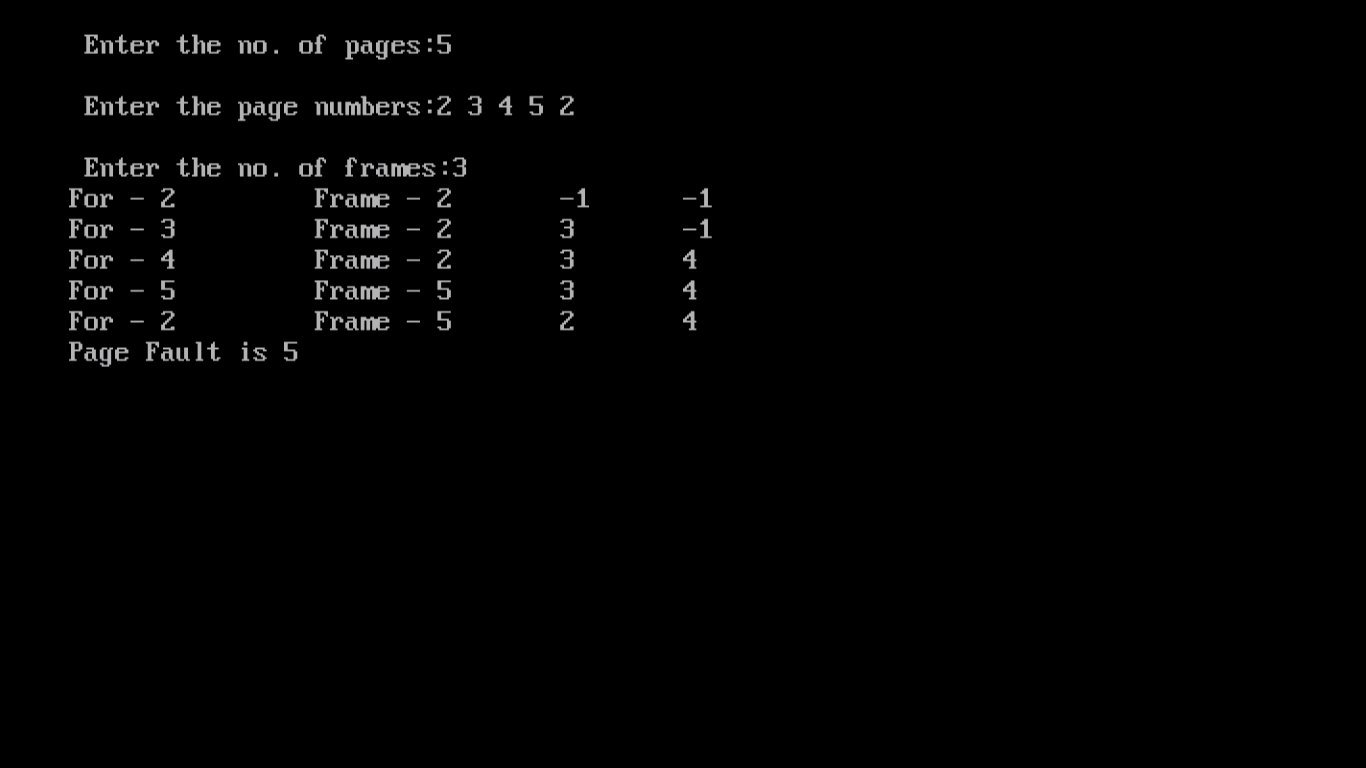 Enter the no. of pages:5
Enter the page numbers:2 3 4 5 2
Enter the no. of frames:3
For - 2 Frame - 2 -1 -1
For - 3 Frame - 2 3 -1
For - 4 Frame - 2 3 4
For - 5 Frame - 5 3 4
For - 2 Frame - 5 2 4
Page Fault is 5